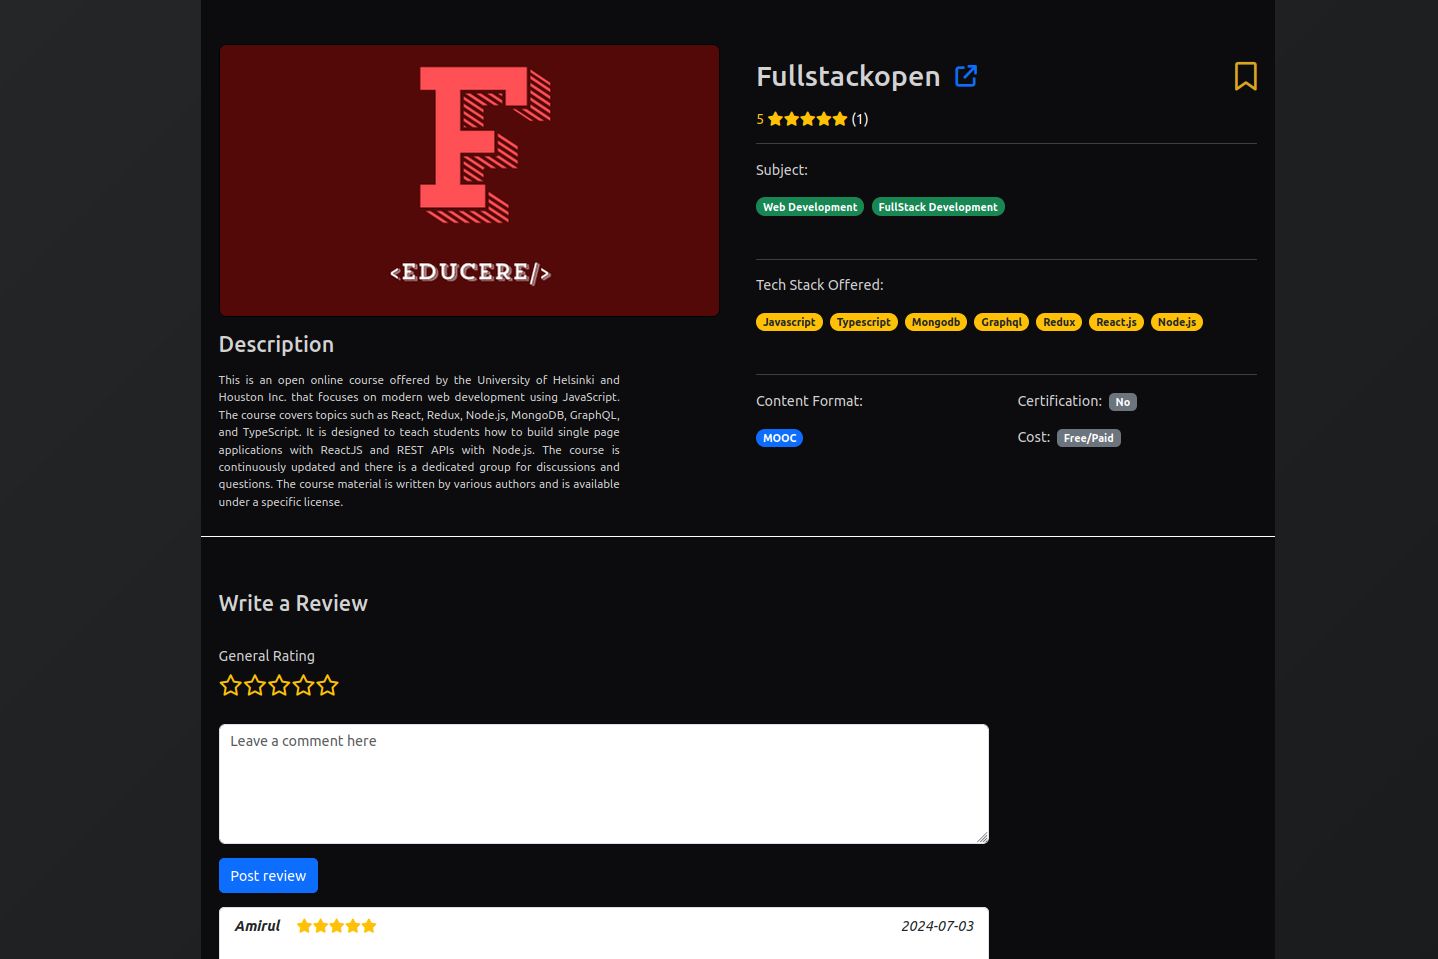 F
<EDUCERE/>
Description
This is an open online course offered by the University of Helsinki and
Houston Inc. that focuses on modern web development using JavaScript.
The course covers topics such as React, Redux, Node.js, MongoDB, GraphQL,
and TypeScript. It is designed to teach students how to build single page
applications with ReactJS and REST APIs with Node.js. The course is
continuously updated and there is a dedicated group for discussions and
questions. The course material is written by various authors and is available
under a specific license.
Fullstackopen
5 (1)
Subject:
Web Development FullStack Development
Tech Stack Offered:
Javascript Typescript Mongodb Graphql Redux React.js Node.js
Content Format:
MOOC
Certification: No
Cost: Free/Paid
Write a Review
General Rating
Leave a comment here
Post review
Amirul 2024-07-03